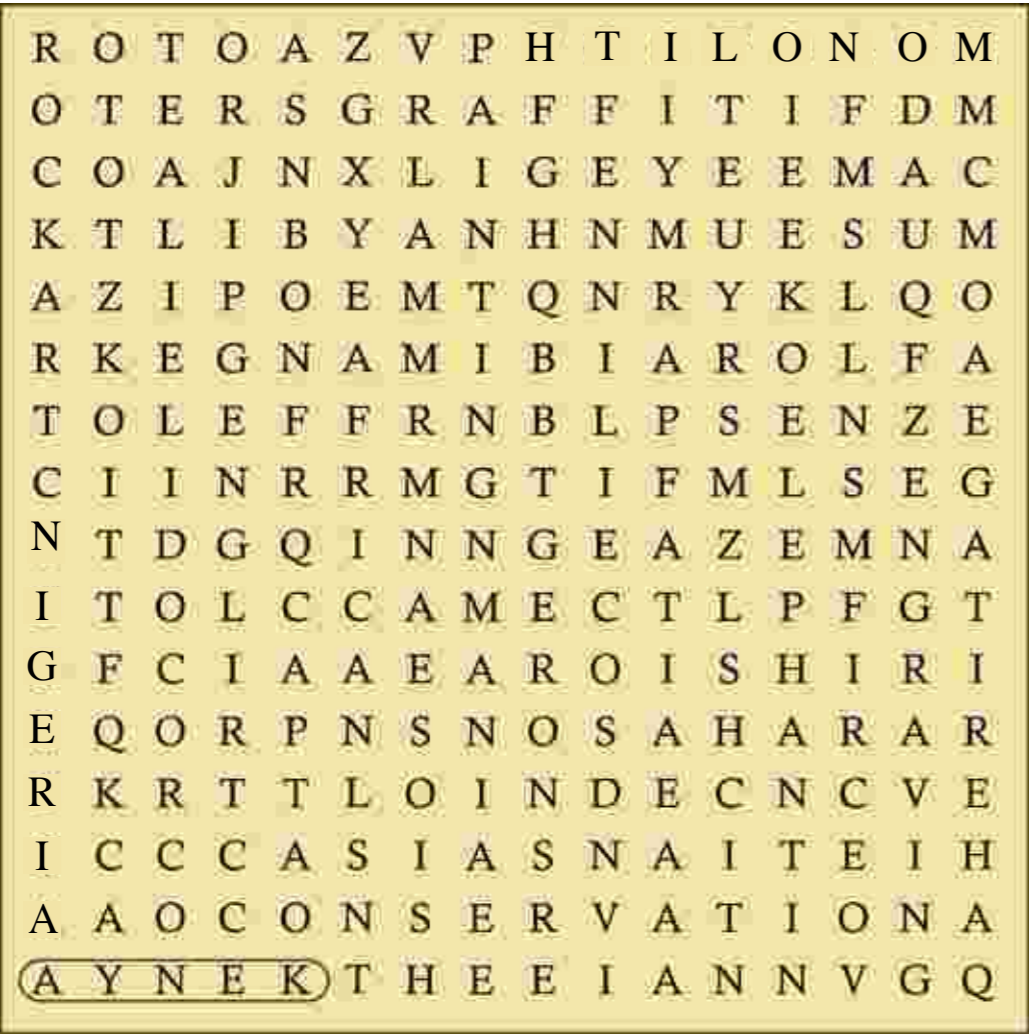 R O T O A Z V P H T I L O N O M
O T E R S G R A F F I T I F D M
C O A J N X L I G E Y E E M A C
K T L I B Y A N H N M U E S U M
A Z I P O E M T Q N R Y K L Q O
R K E G N A M I B I A R O L F A
T O L E F F R N B L P S E N Z E
C I I N R R M G T I F M L S E G
N T D G Q I N N G E A Z E M N A
I T O L C C A M E C T L P F G T
G F C I A A E A R O I S H I R I
E Q O R P N S N O S A H A R A R
R K R T T L O I N D E C N C V E
I C C C A S I A S N A I T E I H
A A O C O N S E R V A T I O N A
A Y N E K T H E E I A N N V G Q